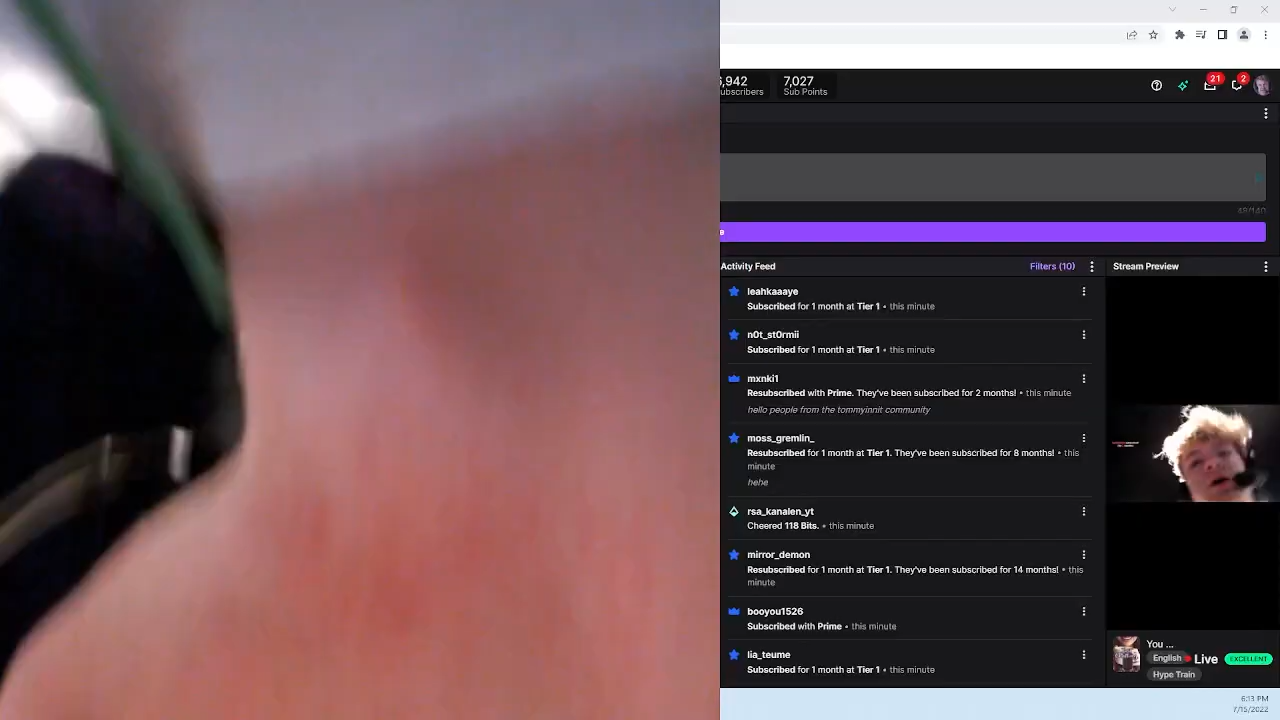 6,942
7,027
21
2
ubscribers
Sub Points
Activity Feed
Filters (10)
Stream Preview
leahkaaaye
Subscribed for 1 month at Tier 1 • this minute
n0t_st0rmii
Subscribed for 1 month at Tier 1 • this minute
mxnki1
Resubscribed with Prime. They've been subscribed for 2 months! • this minute
hello people from the tommyinnit community
moss_gremlin_
Resubscribed for 1 month at Tier 1. They've been subscribed for 8 months! • this
minute
hehe
rsa_kanalen_yt
Cheered 118 Bits. • this minute
mirror_demon
Resubscribed for 1 month at Tier 1. They've been subscribed for 14 months! • this
minute
booyou1526
Subscribed with Prime • this minute
lia_teume
Subscribed for 1 month at Tier 1 • this minute
You ...
English
Live
EXCELLENT
Hype Train
6:13 PM
7/15/2022